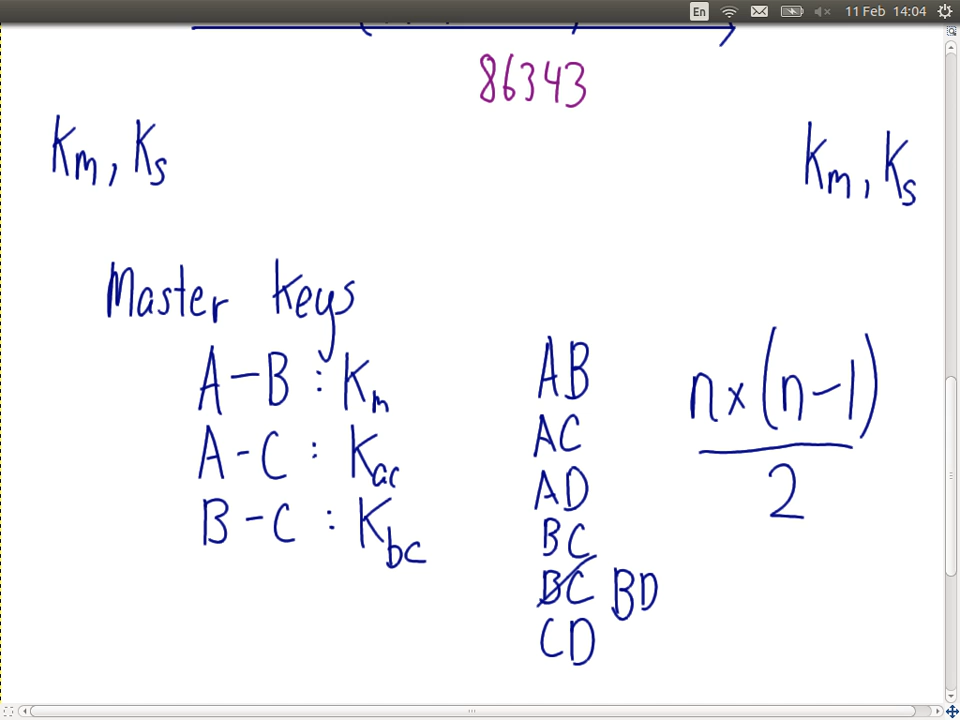 En 11 Feb 14:04
86343
Km, Ks
Km, Ks
Master Keys
A-B : Km
A-C : Kac
B-C : Kbc
AB
AC
AD
BC
BC BD
CD
n×(n-1)
2